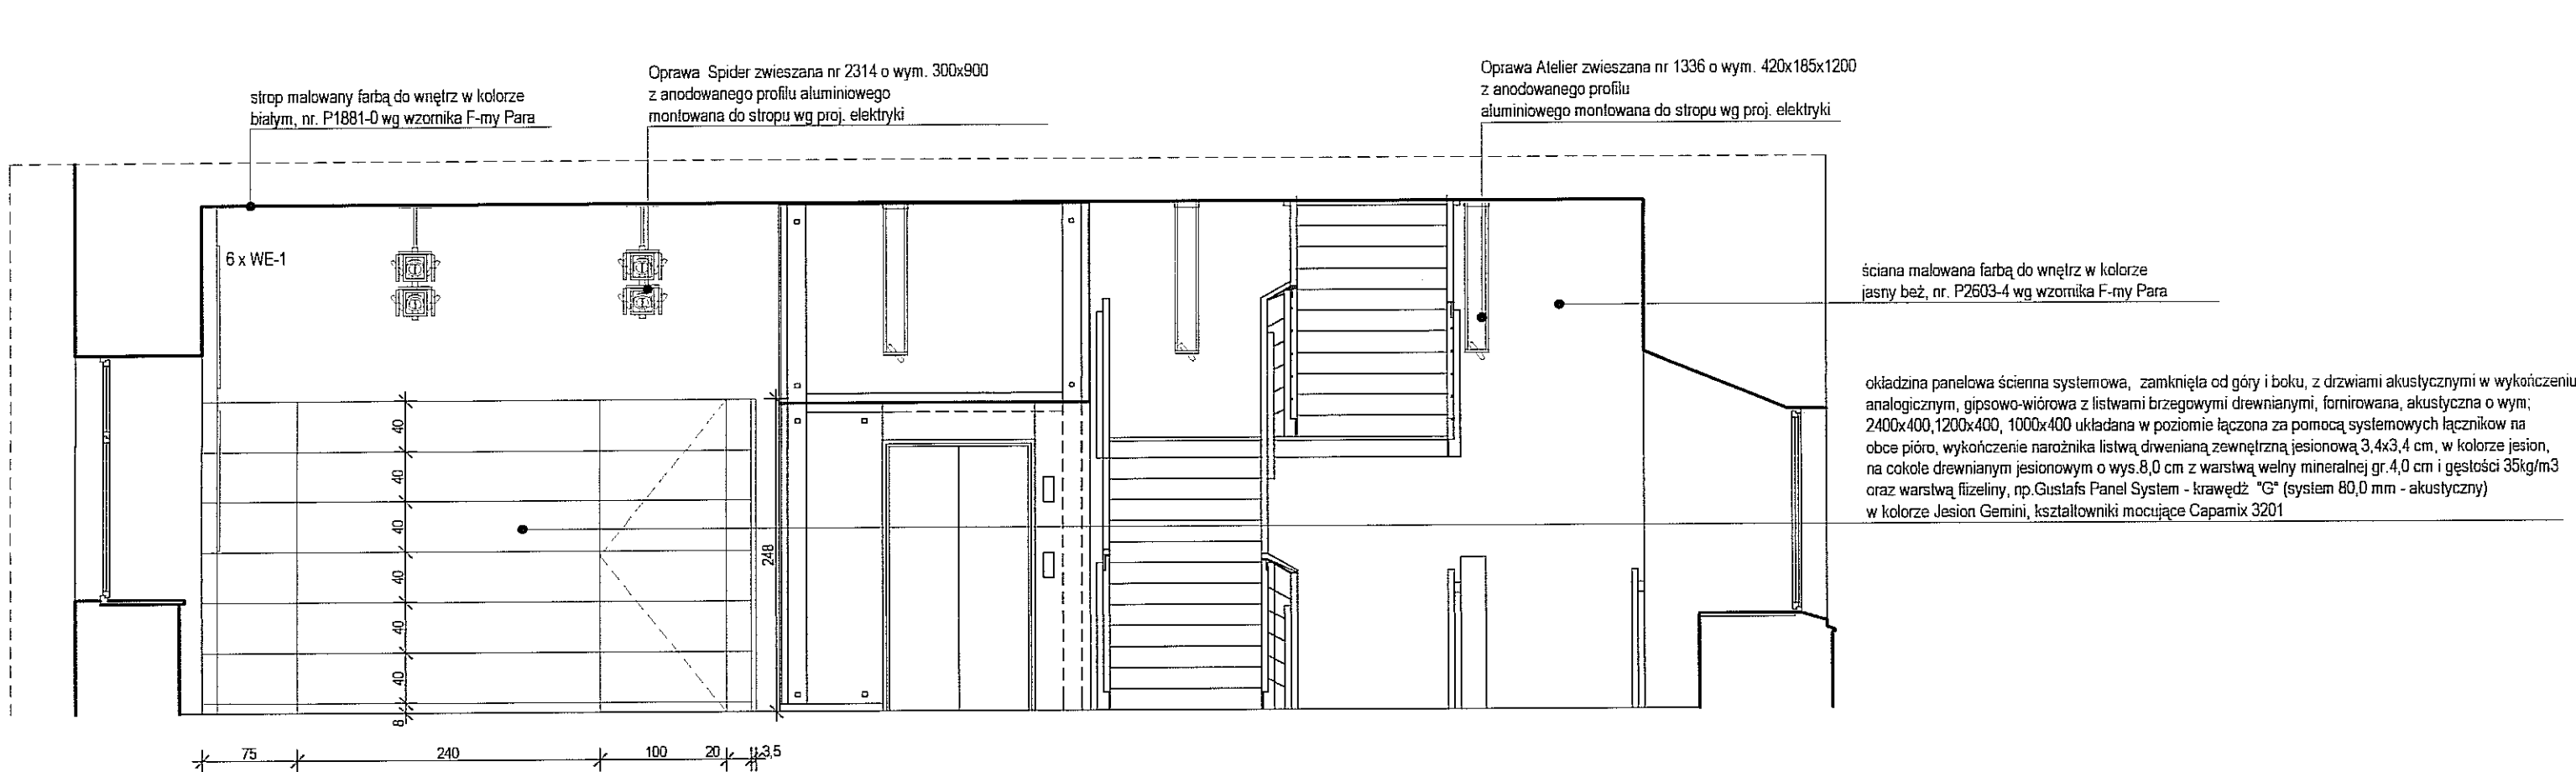 Oprawa Spider zwieszana nr 2314 o wym. 300x900
z anodowanego profilu aluminiowego
montowana do stropu wg proj. elektryki
Oprawa Atelier zwieszana nr 1336 o wym. 420x185x1200
z anodowanego profilu
aluminiowego montowana do stropu wg proj. elektryki
strop malowany farbą do wnętrz w kolorze
białym, nr. P1881-0 wg wzornika F-my Para
6 x WE-1
ściana malowana farbą do wnętrz w kolorze
jasny beż, nr. P2603-4 wg wzornika F-my Para
okładzina panelowa ścienna systemowa, zamknięta od góry i boku, z drzwiami akustycznymi w wykończeniu
analogicznym, gipsowo-wiórowa z listwami brzegowymi drewnianymi, fornirowana, akustyczna o wym;
2400x400,1200x400, 1000x400 układana w poziomie łączona za pomocą systemowych łączników na
obce pióro, wykończenie narożnika listwą drwenianą zewnętrzną jesionową 3,4x3,4 cm, w kolorze jesion,
na cokole drewnianym jesionowym o wys.8,0 cm z warstwą wełny mineralnej gr.4,0 cm i gęstości 35kg/m3
oraz warstwą flizeliny, np.Gustafs Panel System - krawędź "G" (system 80,0 mm - akustyczny)
w kolorze Jesion Gemini, kształtowniki mocujące Capamix 3201
40
40
40
40
40
40
8
248
75
240
100
20
3,5